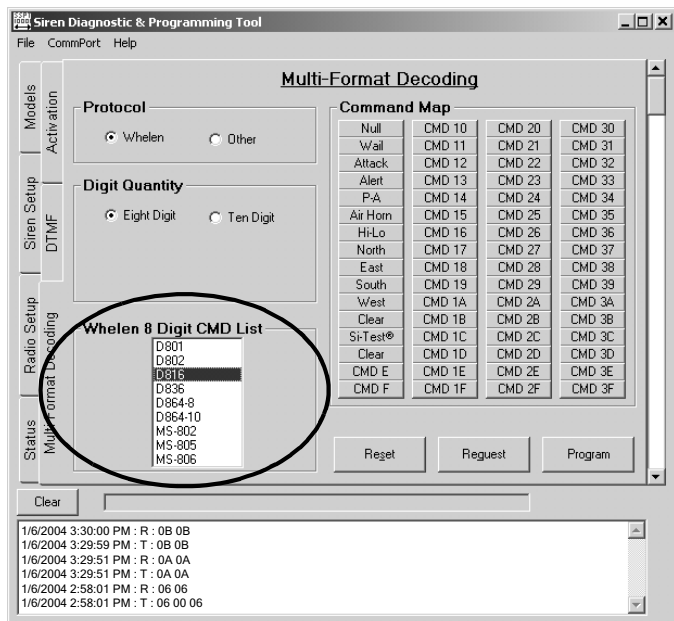 Siren Diagnostic & Programming Tool
File CommPort Help
Models
Siren Setup
Radio Setup
Status
Activation
DTMF
Multi-Format Decoding
Multi-Format Decoding
Protocol
Whelen Other
Digit Quantity
Eight Digit Ten Digit
Whelen 8 Digit CMD List
D801
D802
D816
D836
D864-8
D864-10
MS-802
MS-805
MS-806
Command Map
Null CMD 10 CMD 20 CMD 30
Wail CMD 11 CMD 21 CMD 31
Attack CMD 12 CMD 22 CMD 32
Alert CMD 13 CMD 23 CMD 33
P-A CMD 14 CMD 24 CMD 34
Air Horn CMD 15 CMD 25 CMD 35
Hi-Lo CMD 16 CMD 26 CMD 36
North CMD 17 CMD 27 CMD 37
East CMD 18 CMD 28 CMD 38
South CMD 19 CMD 29 CMD 39
West CMD 1A CMD 2A CMD 3A
Clear CMD 1B CMD 2B CMD 3B
Si-Test® CMD 1C CMD 2C CMD 3C
Clear CMD 1D CMD 2D CMD 3D
CMD E CMD 1E CMD 2E CMD 3E
CMD F CMD 1F CMD 2F CMD 3F
Reset Request Program
Clear
1/6/2004 3:30:00 PM : R : 0B 0B
1/6/2004 3:29:59 PM : T : 0B 0B
1/6/2004 3:29:51 PM : R : 0A 0A
1/6/2004 3:29:51 PM : T : 0A 0A
1/6/2004 2:58:01 PM : R : 06 06
1/6/2004 2:58:01 PM : T : 06 00 06